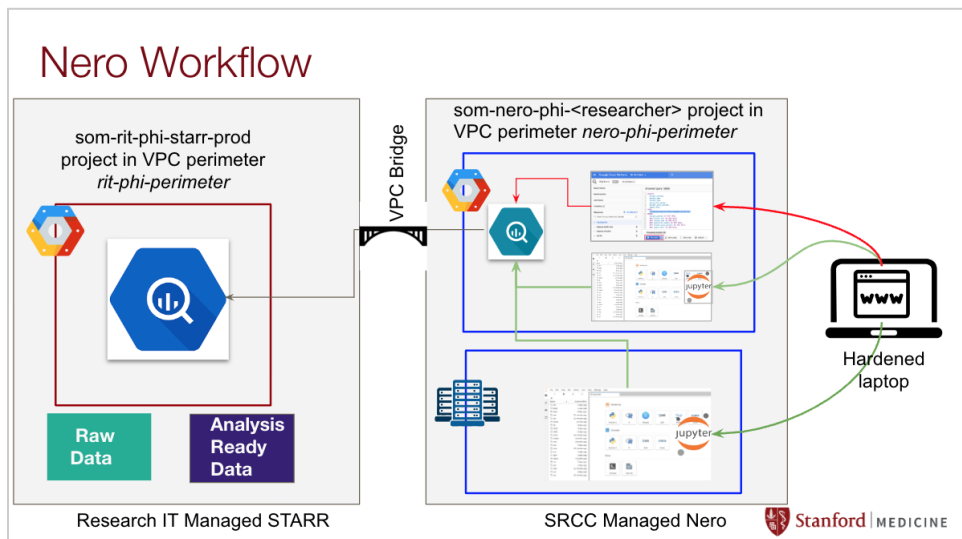 Nero Workflow
som-rit-phi-starr-prod
project in VPC perimeter
rit-phi-perimeter
Raw
Data
Analysis
Ready
Data
Research IT Managed STARR
VPC Bridge
som-nero-phi-<researcher> project in
VPC perimeter nero-phi-perimeter
jupyter
jupyter
SRCC Managed Nero
WWW
Hardened
laptop
Stanford | MEDICINE